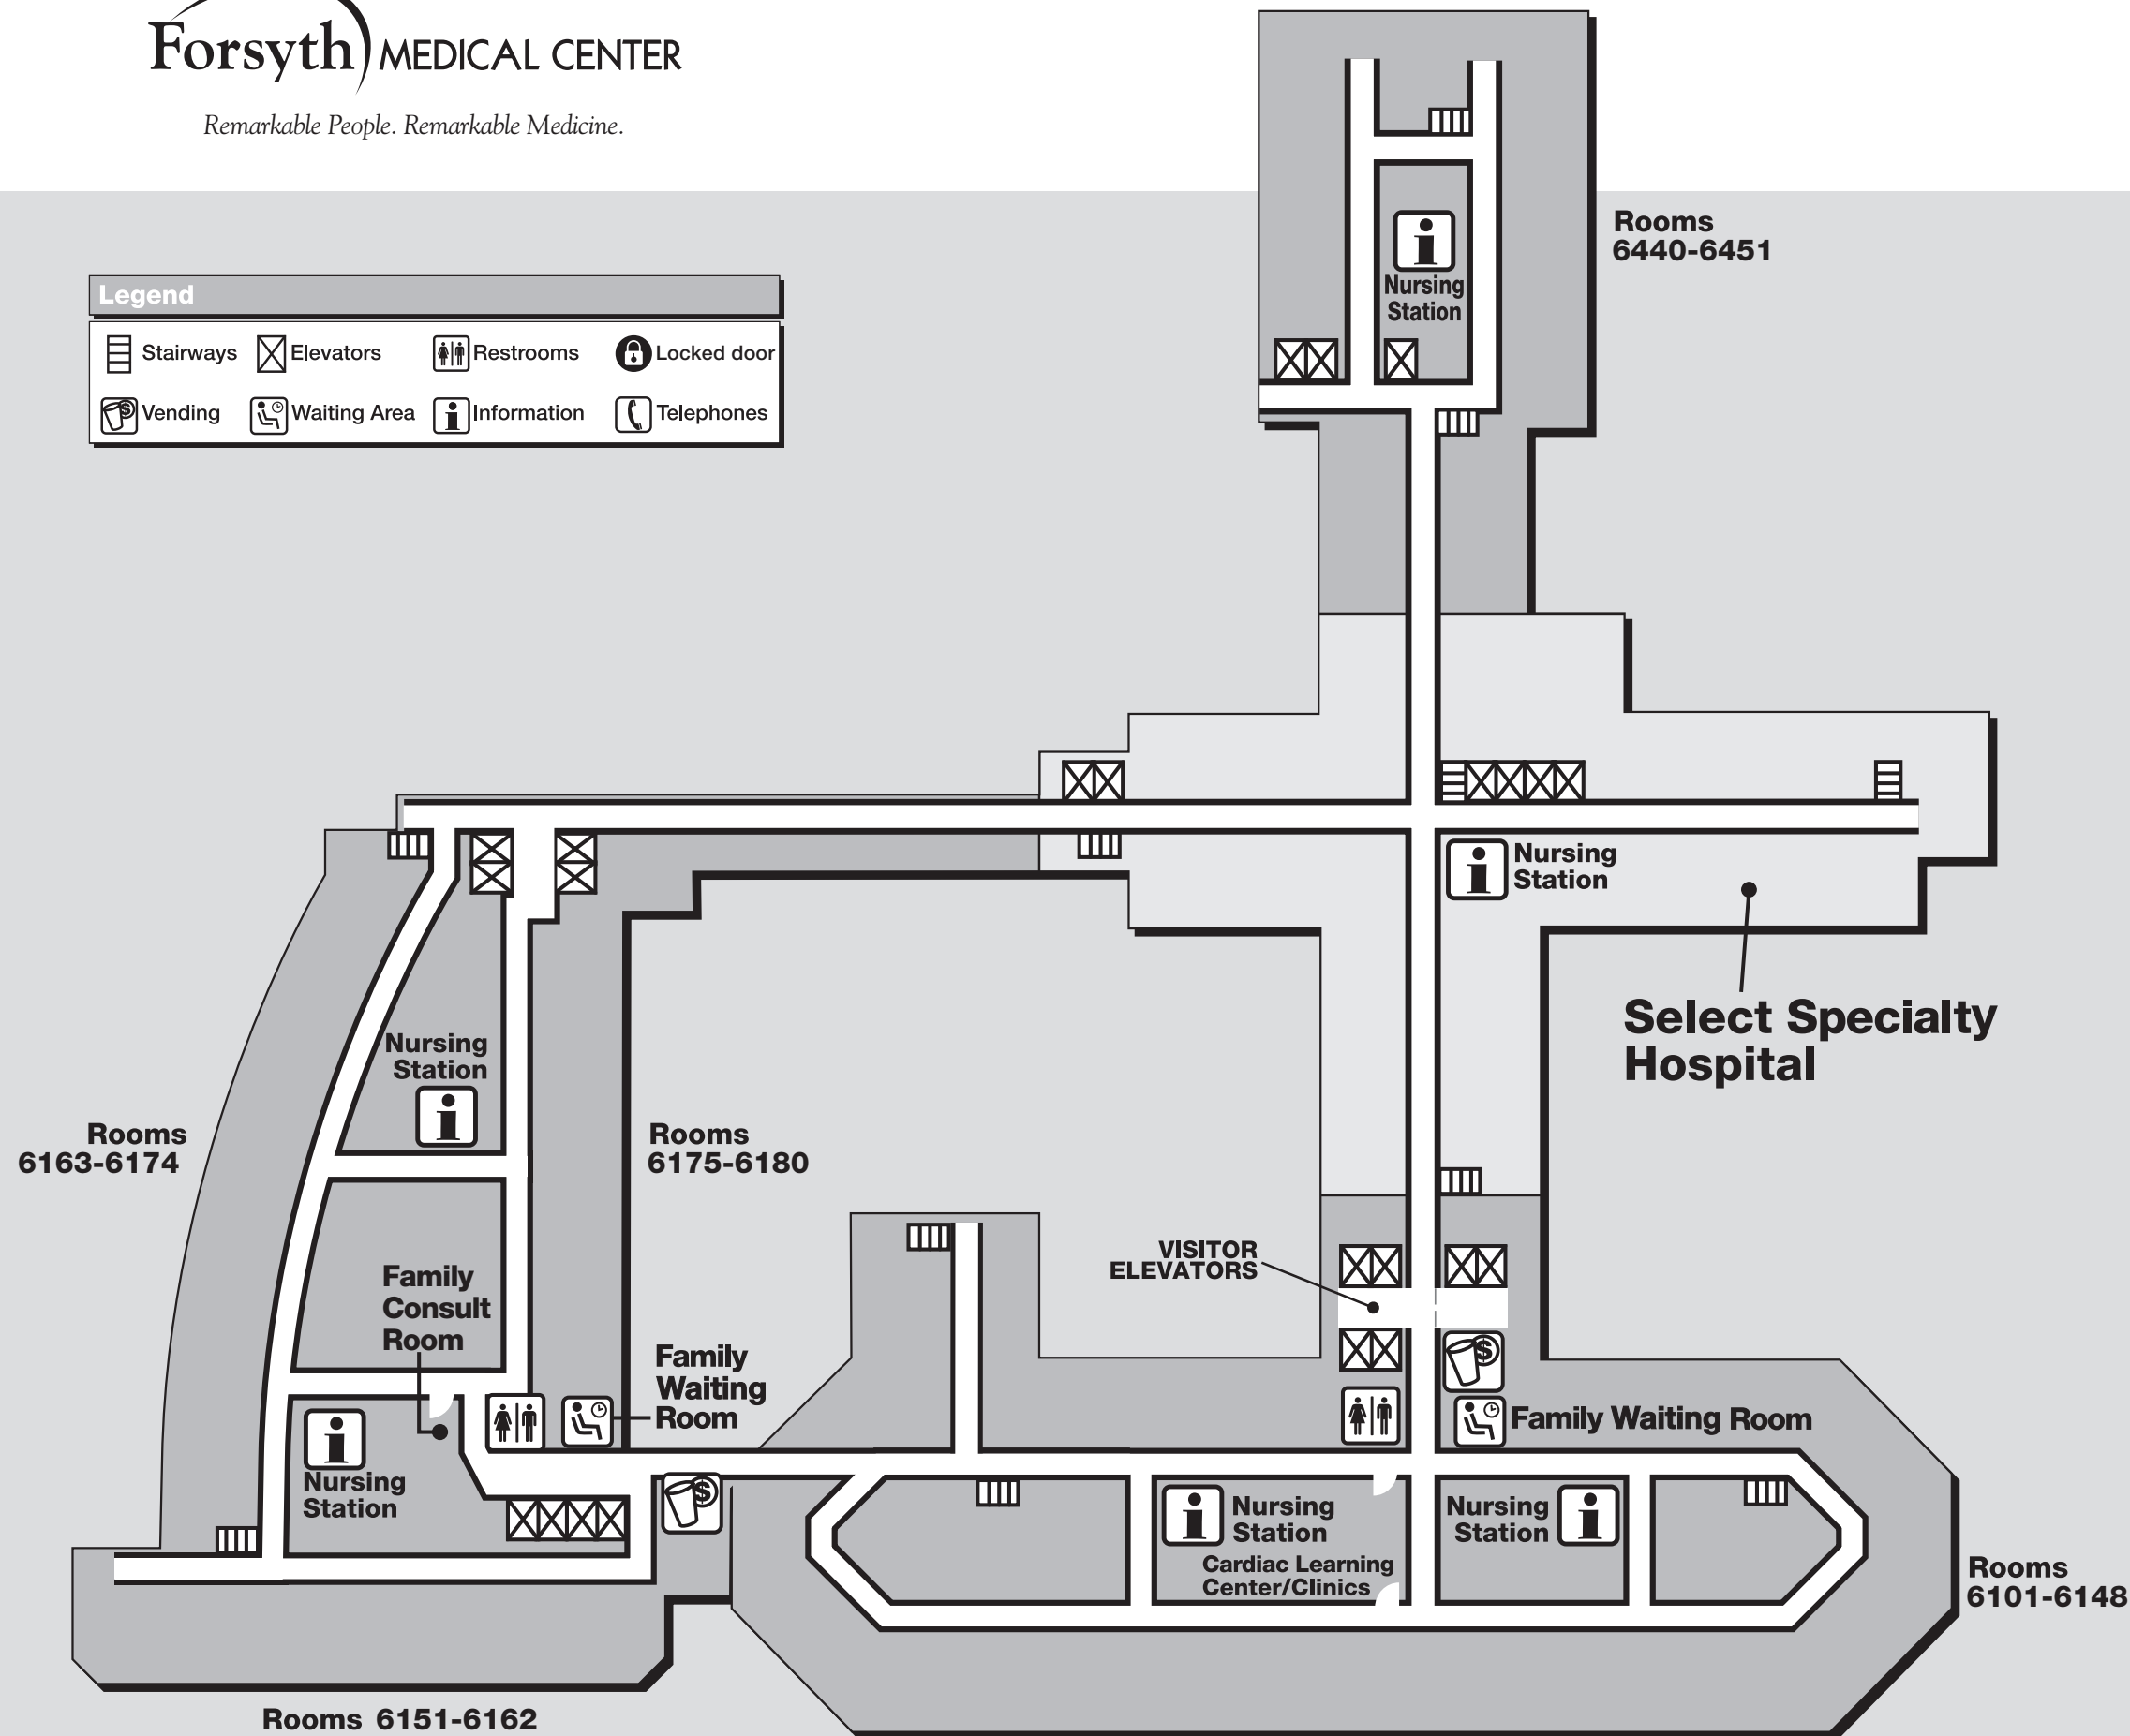 Forsyth MEDICAL CENTER
Remarkable People. Remarkable Medicine.
Rooms
6440-6451
Nursing
Station
Legend
Stairways Elevators Restrooms Locked door
Vending Waiting Area Information Telephones
Nursing
Station
Select Specialty
Hospital
Nursing
Station
Rooms
6163-6174
Rooms
6175-6180
VISITOR
ELEVATORS
Family
Consult
Room
Family
Waiting
Room
Family Waiting Room
Nursing
Station
Nursing
Station
Cardiac Learning
Center/Clinics
Nursing
Station
Rooms
6101-6148
Rooms 6151-6162